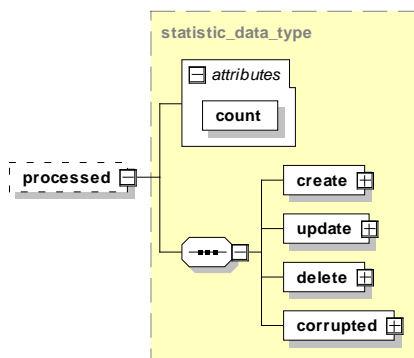 statistic_data_type
attributes
count
processed
create
update
delete
corrupted